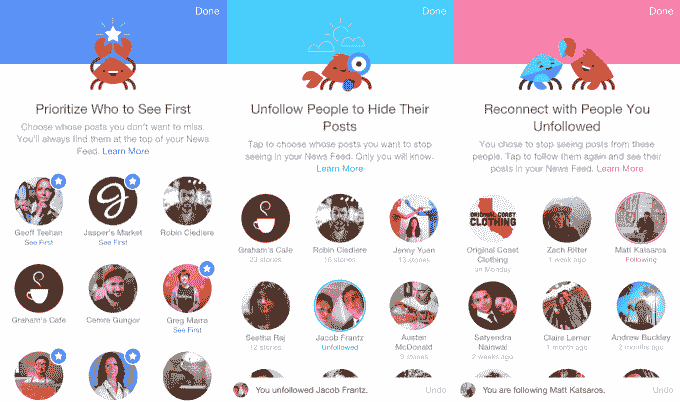 Done
Prioritize Who to See First
Choose whose posts you don't want to miss.
You'll always find them at the top of your News
Feed. Learn More
Geoff Teehan
See First
Jasper's Market
See First
Robin Clediere
Graham's Cafe
Cemre Gungor
Greg Marra
See First
Done
Unfollow People to Hide Their
Posts
Tap to choose whose posts you want to stop
seeing in your News Feed. Only you will know.
Learn More
Graham's Cafe
23 stories
Robin Clediere
16 stories
Jenny Yuen
13 stories
Seetha Raj
12 stories
Jacob Frantz
Unfollowed
Austen
McDonald
9 stories
You unfollowed Jacob Frantz.
Undo
Done
Reconnect with People You
Unfollowed
You chose to stop seeing posts from these
people. Tap to follow them again and see their
posts in your News Feed. Learn More
ORIGINAL COAST
CLOTHING
Original Coast
Clothing
on Monday
Zach Ritter
1 week ago
Matt Katsaros
Following
Satyendra
Nainwal
2 weeks ago
Claire Lerner
1 month ago
Andrew Buckley
2 months ago
You are following Matt Katsaros.
Undo